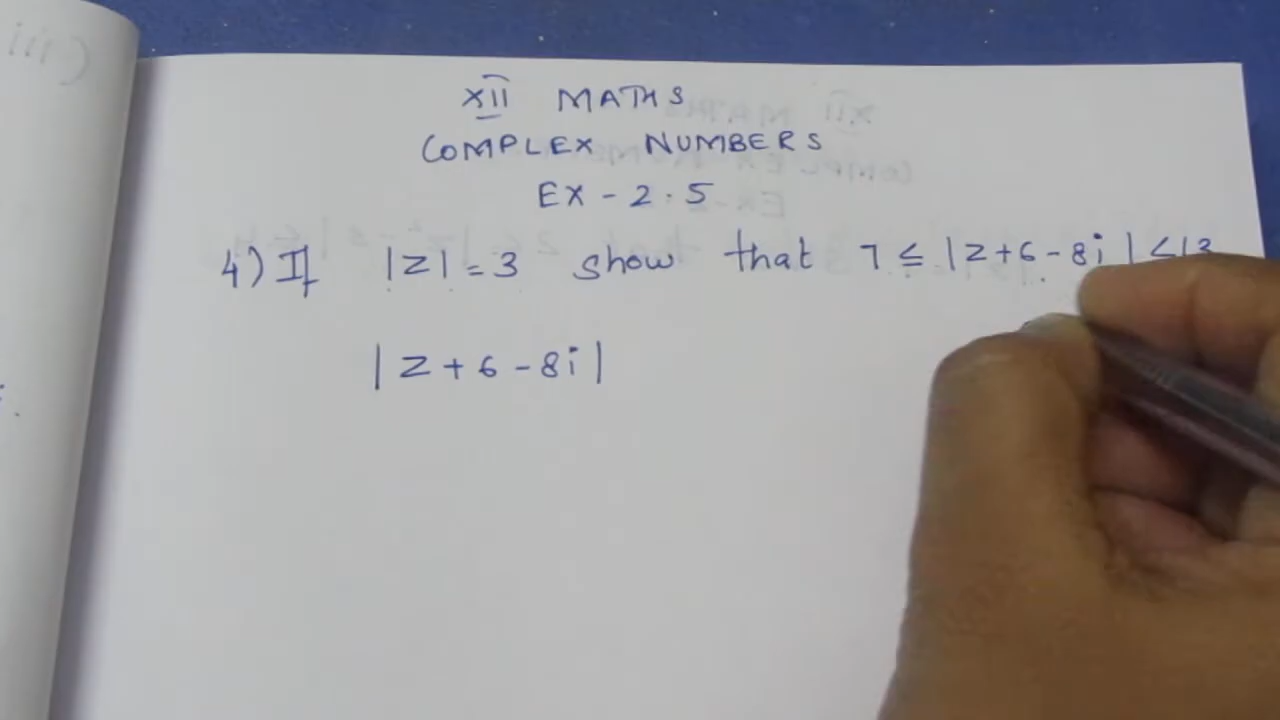 XII MATHS
COMPLEX NUMBERS
EX - 2.5
4) If |z| = 3 show that 7 ≤ |z+6-8i| ≤ 13
|z+6-8i|